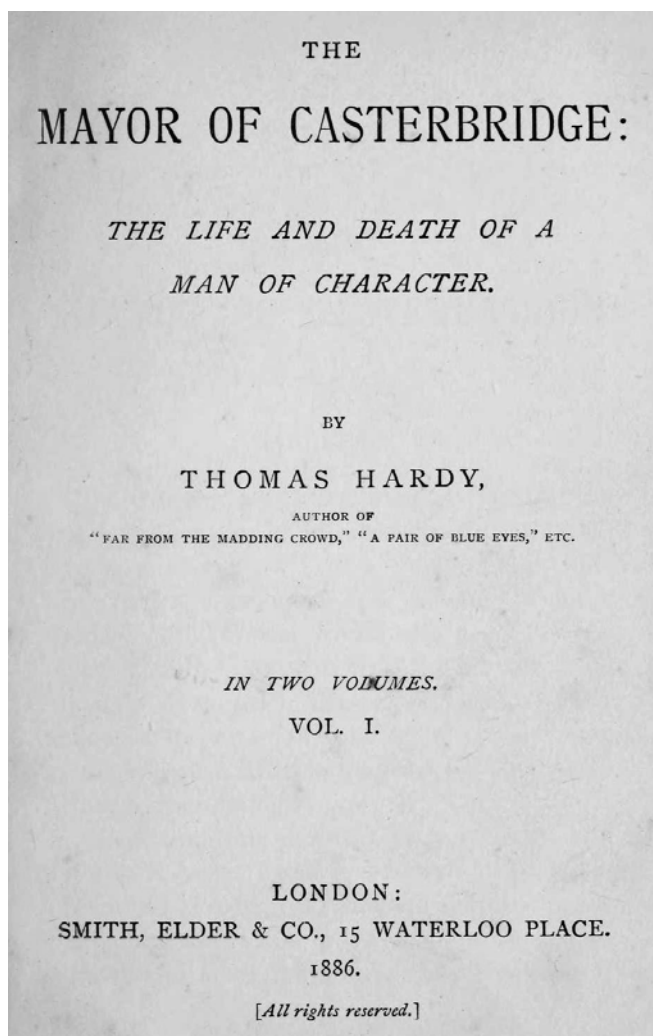 THE
MAYOR OF CASTERBRIDGE:
THE LIFE AND DEATH OF A
MAN OF CHARACTER.
BY
THOMAS HARDY,
AUTHOR OF
“FAR FROM THE MADDING CROWD,” “A PAIR OF BLUE EYES,” ETC.
IN TWO VOLUMES.
VOL. I.
LONDON:
SMITH, ELDER & CO., 15 WATERLOO PLACE.
1886.
[All rights reserved.]